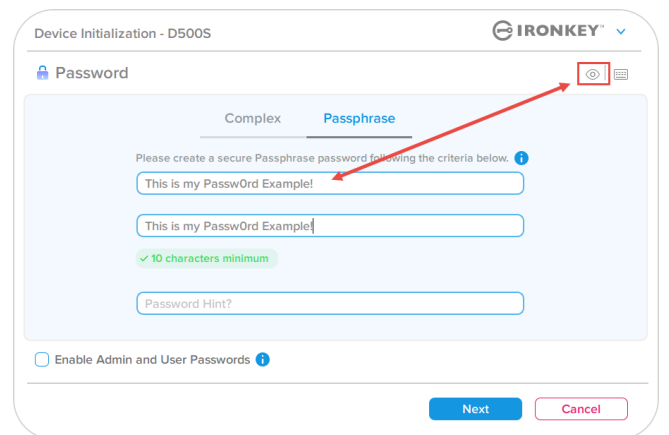 Device Initialization - D500S
IRONKEY™
Password
Complex
Passphrase
Please create a secure Passphrase password following the criteria below.
This is my Passw0rd Example!
This is my Passw0rd Example!
✓ 10 characters minimum
Password Hint?
Enable Admin and User Passwords
Next
Cancel